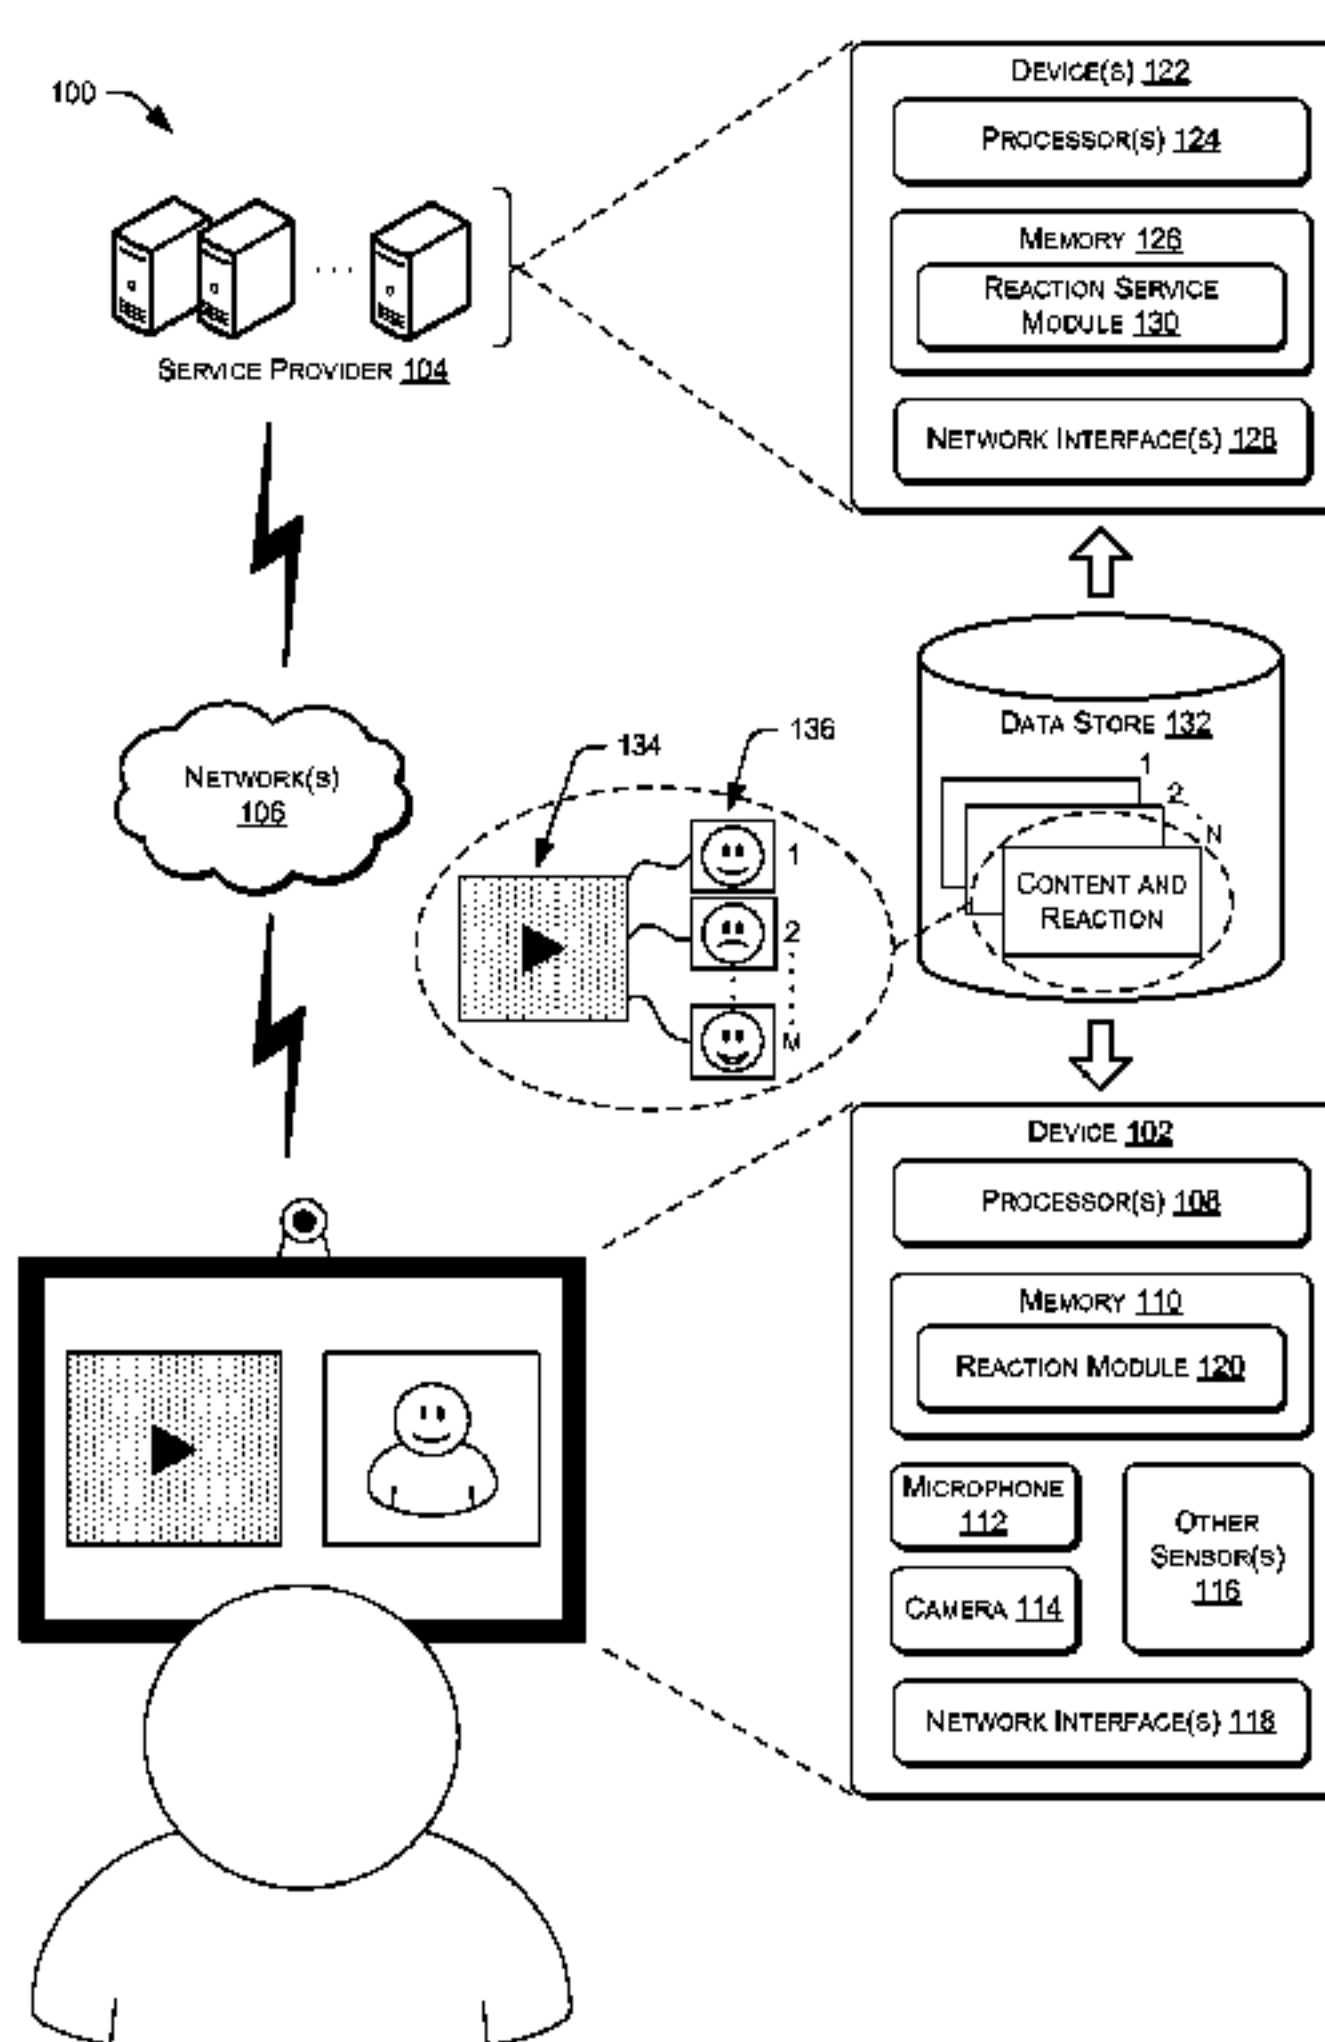 100
DEVICE(S) 122
PROCESSOR(S) 124
MEMORY 126
REACTION SERVICE
MODULE 130
NETWORK INTERFACE(S) 128
SERVICE PROVIDER 104
NETWORK(S)
106
134
136
1
2
M
DATA STORE 132
1
2
N
CONTENT AND
REACTION
DEVICE 102
PROCESSOR(S) 108
MEMORY 110
REACTION MODULE 120
MICROPHONE
112
CAMERA 114
OTHER
SENSOR(S)
116
NETWORK INTERFACE(S) 118